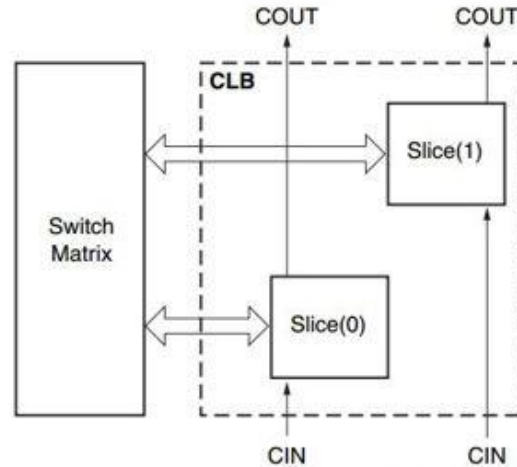 COUT COUT
CLB
Slice(1)
Switch
Matrix
Slice(0)
CIN CIN